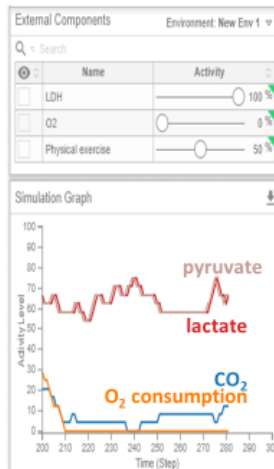 External Components Environment: New Env 1
Search
Name Activity
LDH 100 %
O2 0 %
Physical exercise 50 %
Simulation Graph
Activity Level
100
90
80
70
60
50
40
30
20
10
0
pyruvate
lactate
CO₂
O₂ consumption
200 210 220 230 240 250 260 270 280 290 300
Time (Step)